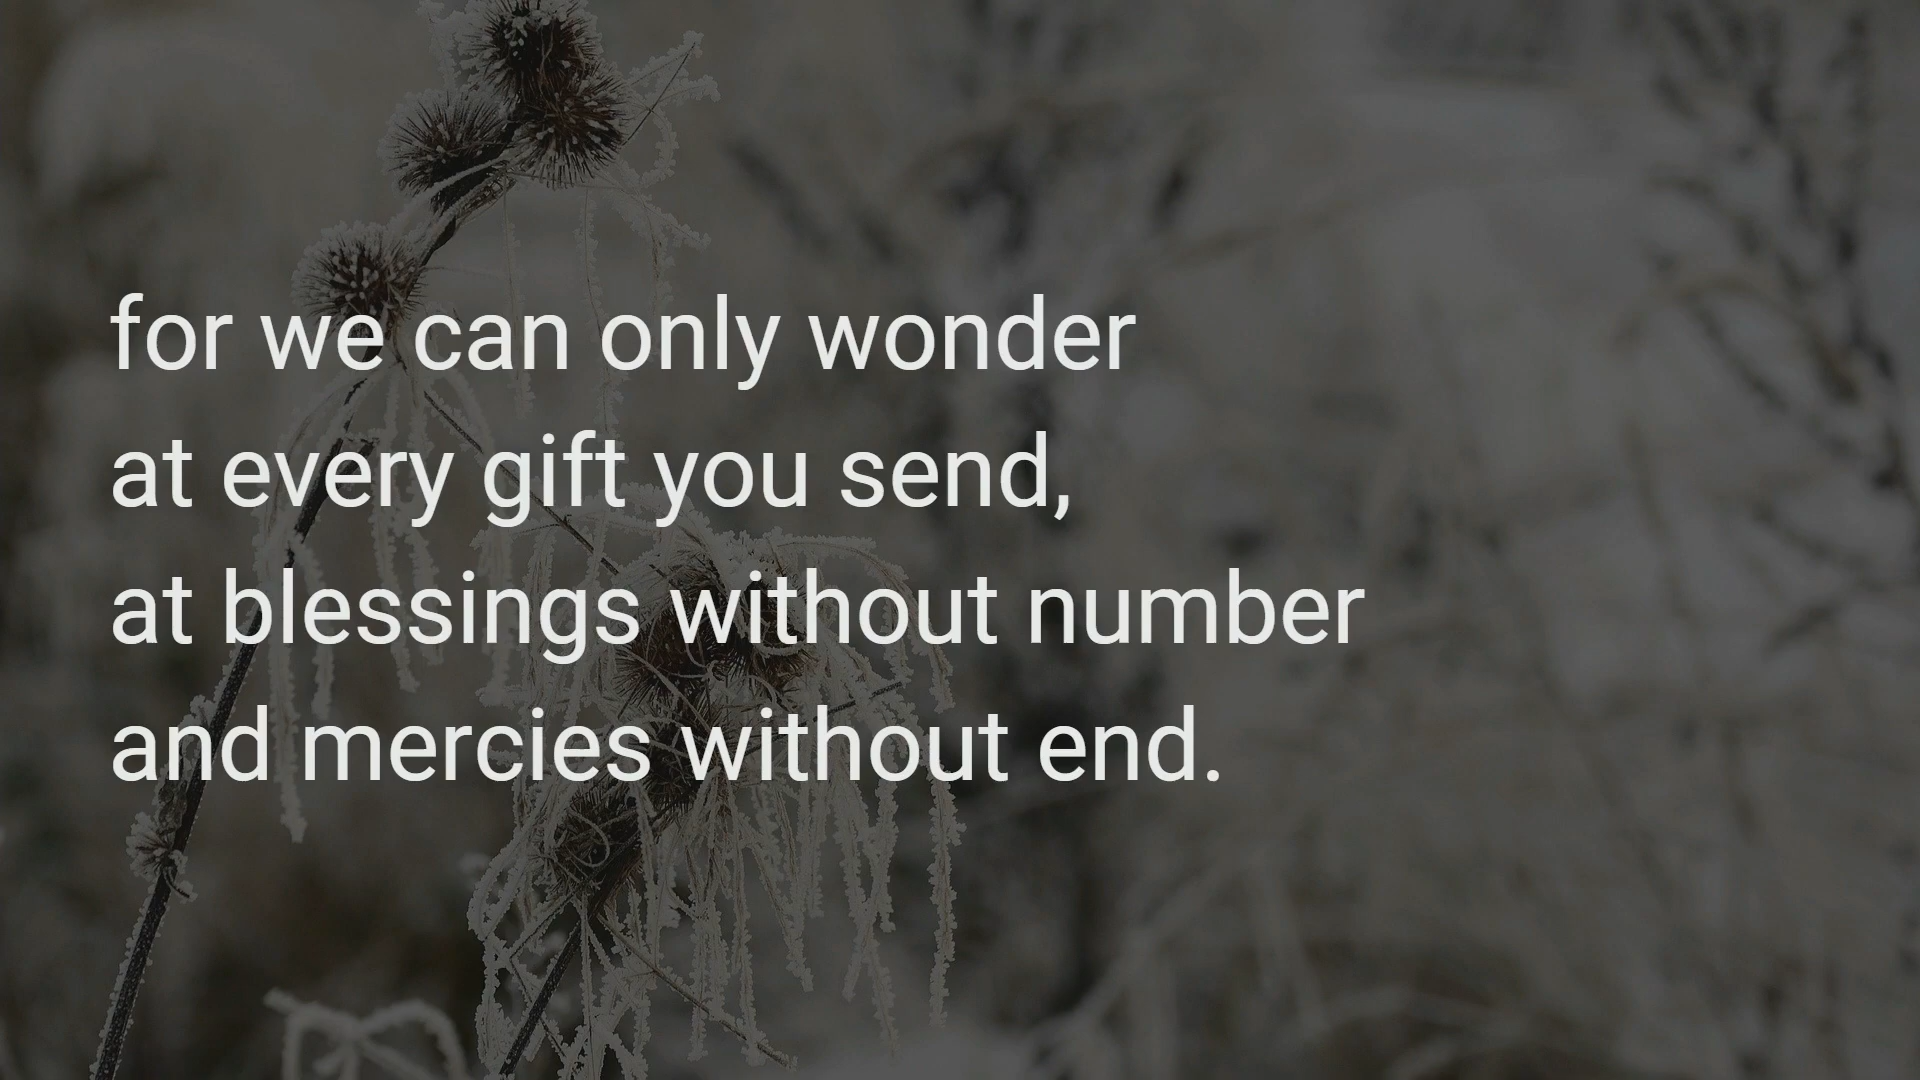 for we can only wonder
at every gift you send,
at blessings without number
and mercies without end.